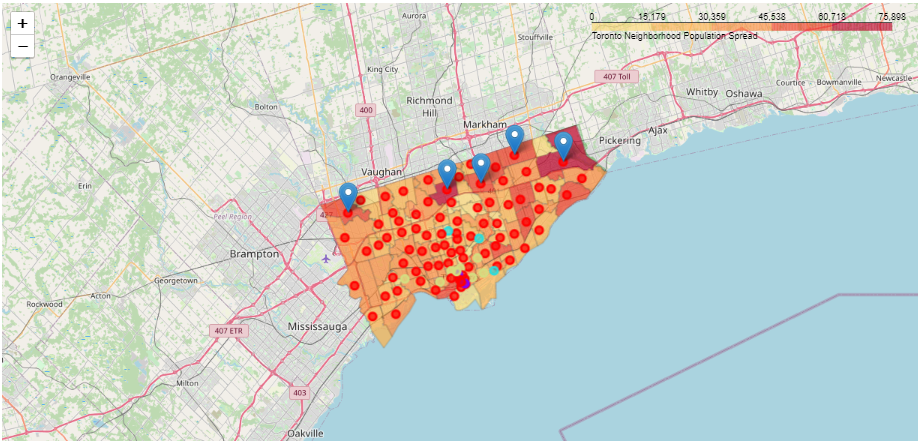 +
−
0 15,179 30,359 45,538 60,718 75,898
Toronto Neighborhood Population Spread
Aurora
Stouffville
Orangeville
King City
407 Toll
Courtice
Bowmanville
Newcastle
Whitby
Oshawa
Bolton
400
Richmond
Hill
Markham
Ajax
Pickering
Vaughan
Erin
Peel Region
Brampton
Georgetown
Acton
Rockwood
407 ETR
Mississauga
Milton
403
Oakville